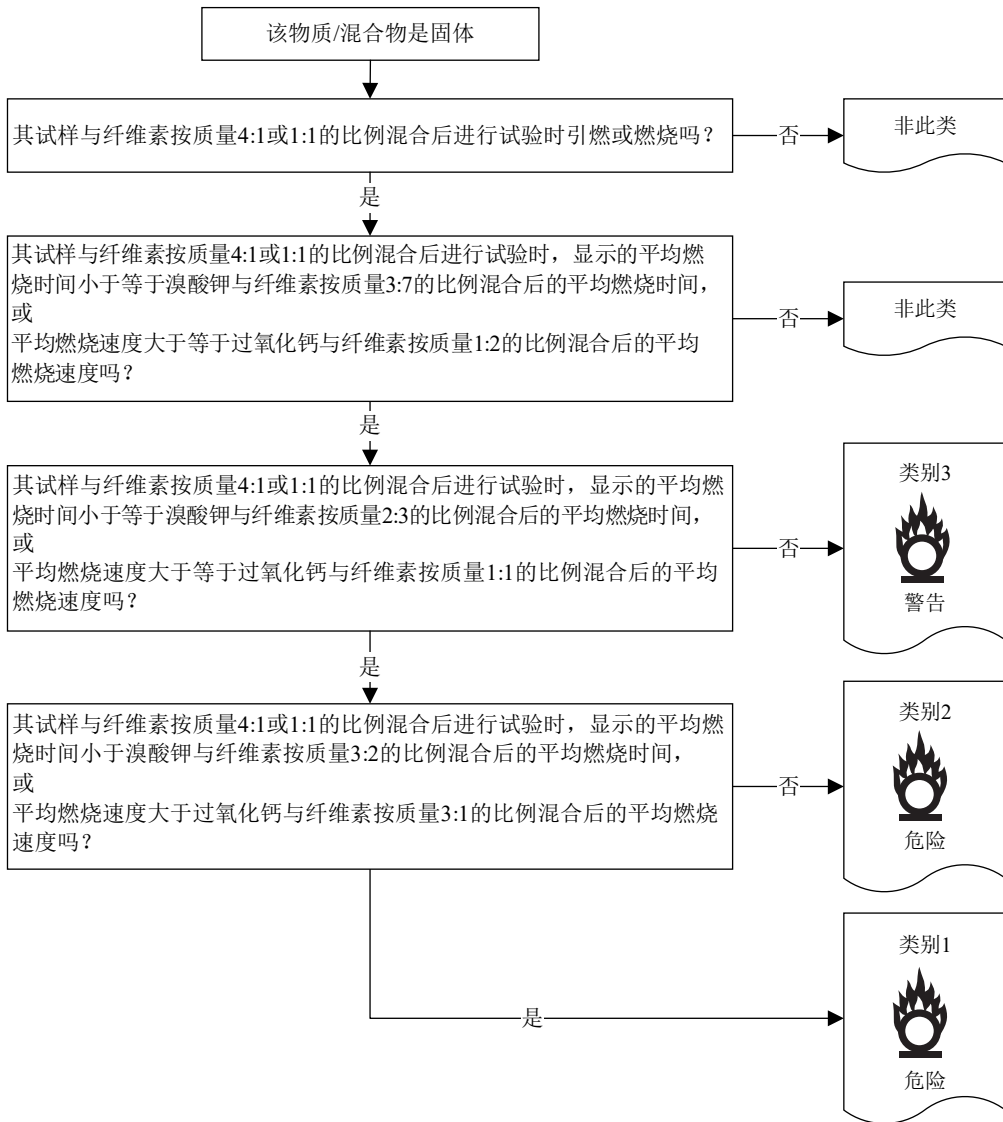 该物质/混合物是固体
其试样与纤维素按质量4:1或1:1的比例混合后进行试验时引燃或燃烧吗？
否
非此类
是
其试样与纤维素按质量4:1或1:1的比例混合后进行试验时，显示的平均燃
烧时间小于等于溴酸钾与纤维素按质量3:7的比例混合后的平均燃烧时间，
或
平均燃烧速度大于等于过氧化钙与纤维素按质量1:2的比例混合后的平均
燃烧速度吗？
否
非此类
是
其试样与纤维素按质量4:1或1:1的比例混合后进行试验时，显示的平均燃
烧时间小于等于溴酸钾与纤维素按质量2:3的比例混合后的平均燃烧时间，
或
平均燃烧速度大于等于过氧化钙与纤维素按质量1:1的比例混合后的平均
燃烧速度吗？
否
类别3
警告
是
其试样与纤维素按质量4:1或1:1的比例混合后进行试验时，显示的平均燃
烧时间小于溴酸钾与纤维素按质量3:2的比例混合后的平均燃烧时间，
或
平均燃烧速度大于过氧化钙与纤维素按质量3:1的比例混合后的平均燃烧
速度吗？
否
类别2
危险
是
类别1
危险